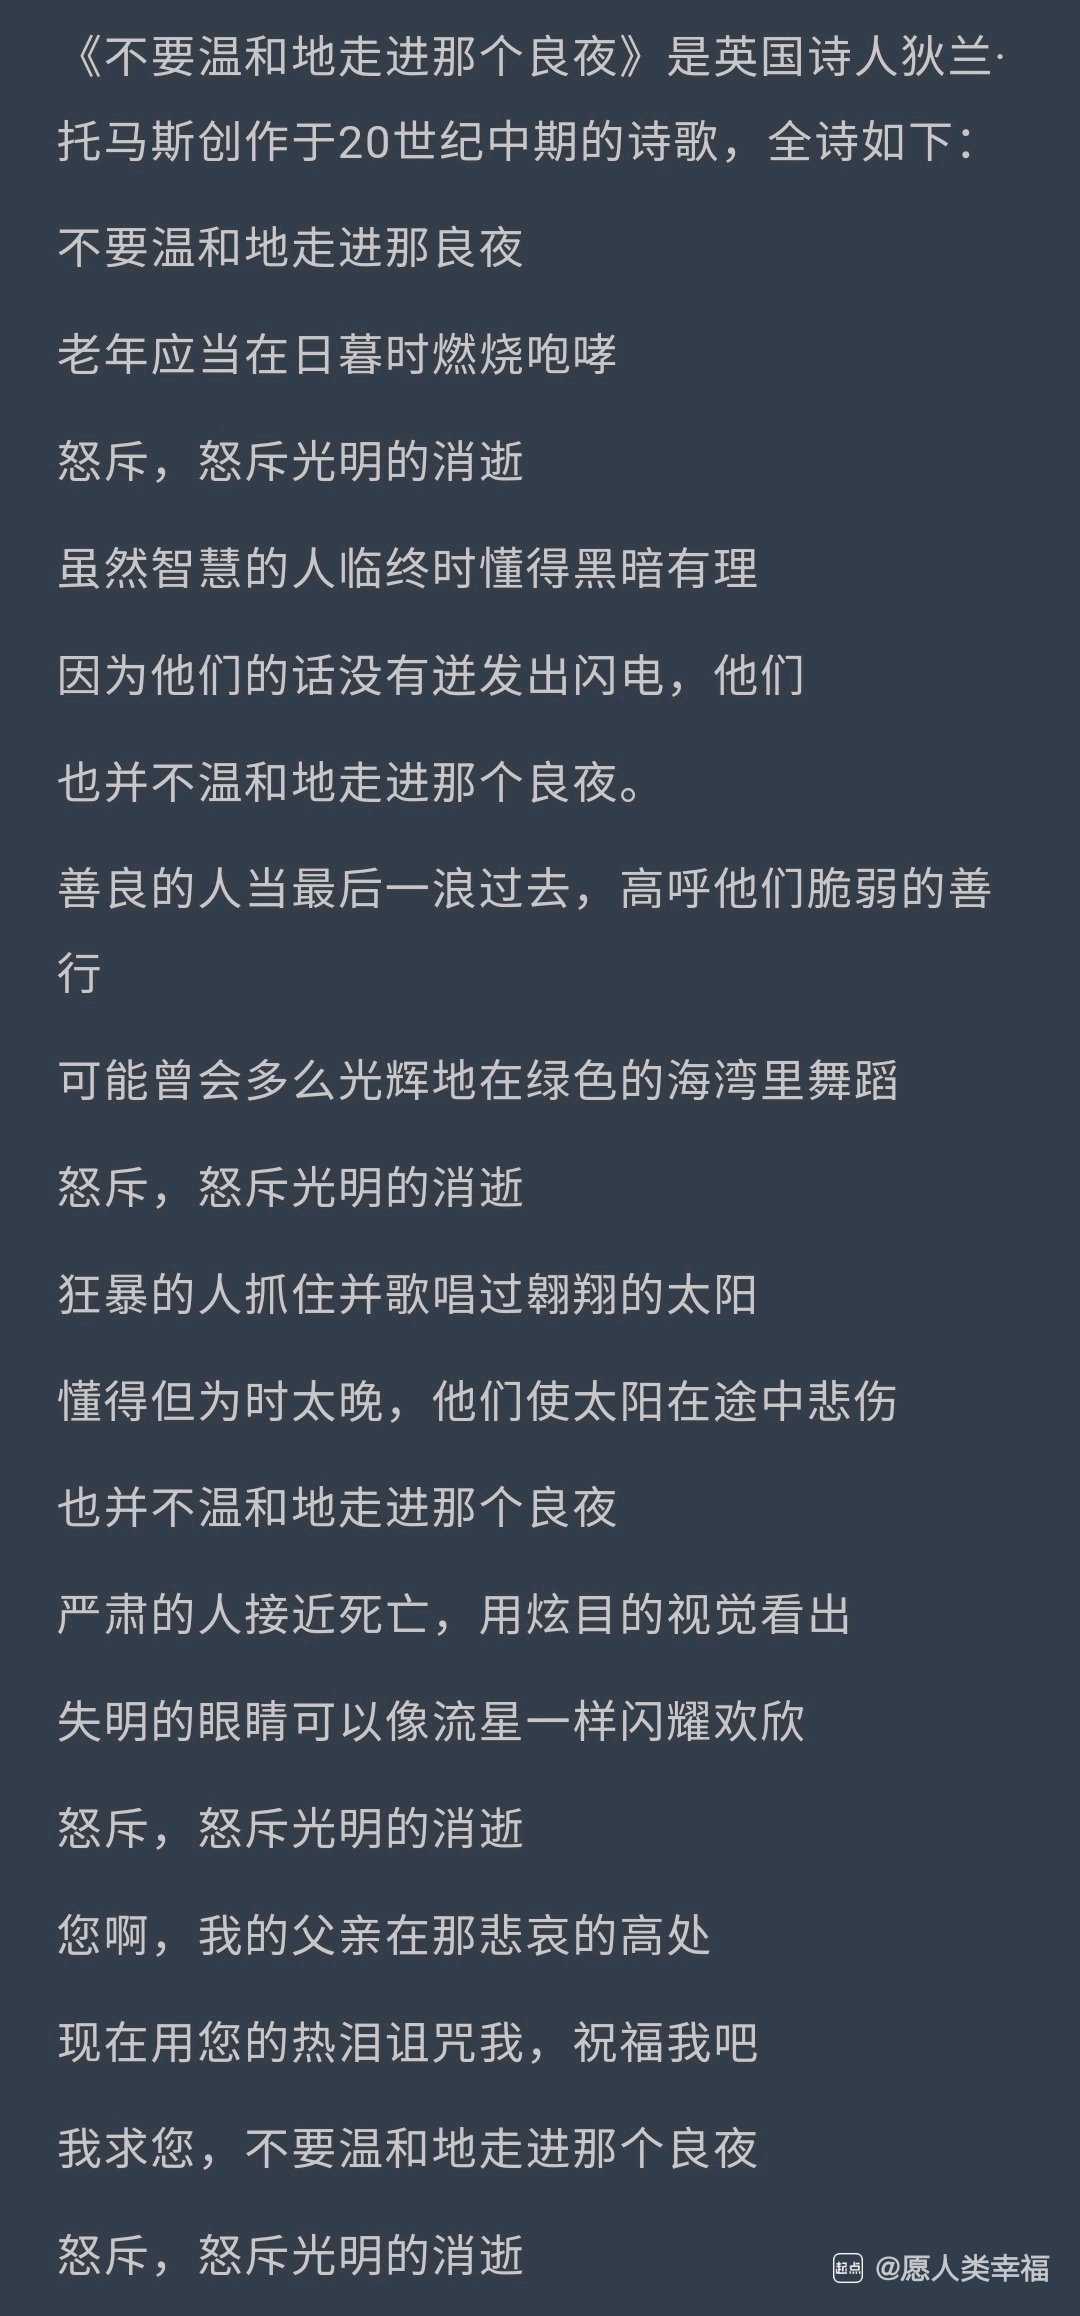 《不要温和地走进那个良夜》是英国诗人狄兰·
托马斯创作于20世纪中期的诗歌，全诗如下：
不要温和地走进那良夜
老年应当在日暮时燃烧咆哮
怒斥，怒斥光明的消逝
虽然智慧的人临终时懂得黑暗有理
因为他们的话没有迸发出闪电，他们
也并不温和地走进那个良夜。
善良的人当最后一浪过去，高呼他们脆弱的善
行
可能曾会多么光辉地在绿色的海湾里舞蹈
怒斥，怒斥光明的消逝
狂暴的人抓住并歌唱过翱翔的太阳
懂得但为时太晚，他们使太阳在途中悲伤
也并不温和地走进那个良夜
严肃的人接近死亡，用炫目的视觉看出
失明的眼睛可以像流星一样闪耀欢欣
怒斥，怒斥光明的消逝
您啊，我的父亲在那悲哀的高处
现在用您的热泪诅咒我，祝福我吧
我求您，不要温和地走进那个良夜
怒斥，怒斥光明的消逝
起点 @愿人类幸福